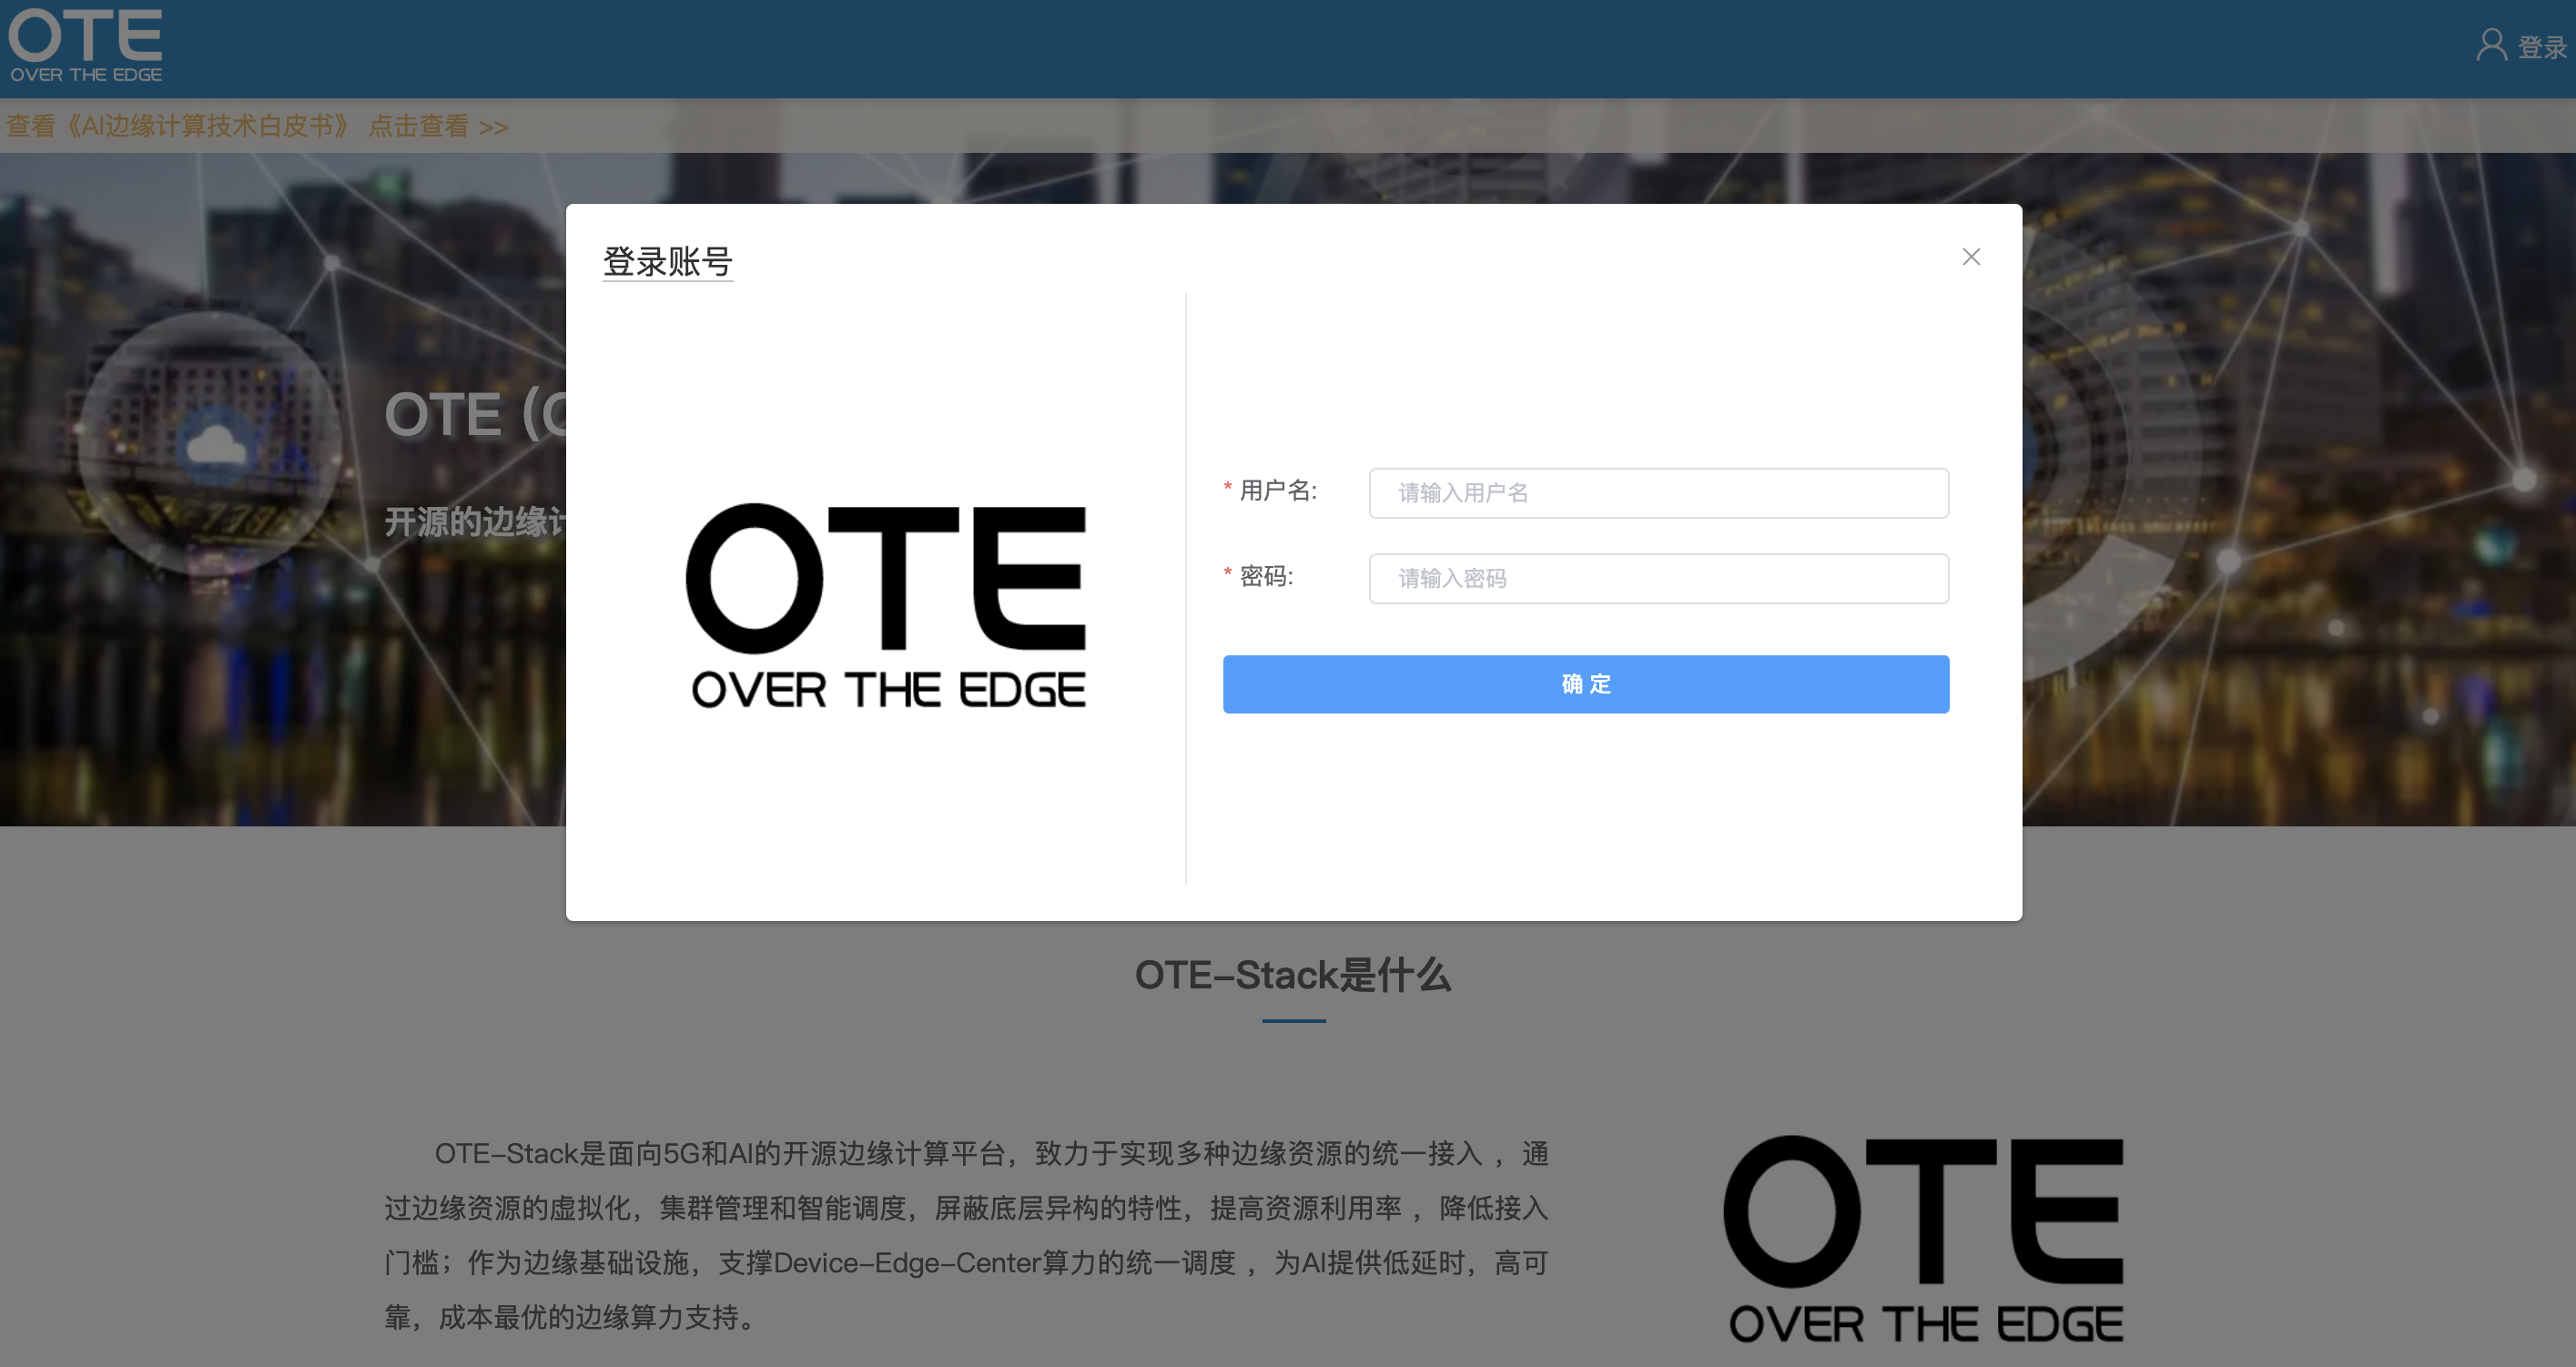 OTE
OVER THE EDGE
登录
查看《AI边缘计算技术白皮书》 点击查看 >>
登录账号
OTE (O
开源的边缘计
OTE
OVER THE EDGE
* 用户名:
请输入用户名
* 密码:
请输入密码
确 定
OTE-Stack是什么
OTE-Stack是面向5G和AI的开源边缘计算平台，致力于实现多种边缘资源的统一接入 ，通
过边缘资源的虚拟化，集群管理和智能调度，屏蔽底层异构的特性，提高资源利用率 ，降低接入
门槛；作为边缘基础设施，支撑Device-Edge-Center算力的统一调度 ，为AI提供低延时，高可
靠，成本最优的边缘算力支持。
OTE
OVER THE EDGE